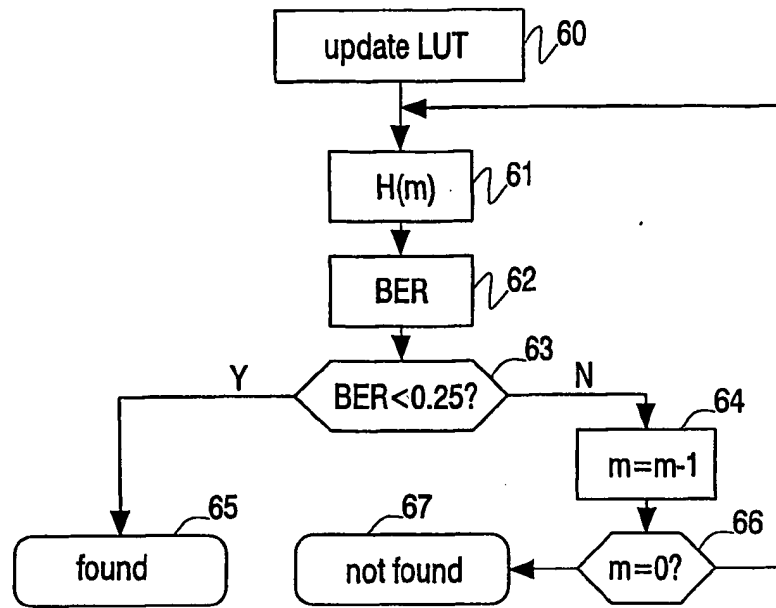 update LUT
60
H(m)
61
BER
62
63
Y
BER<0.25?
N
64
m=m-1
65
found
67
not found
66
m=0?